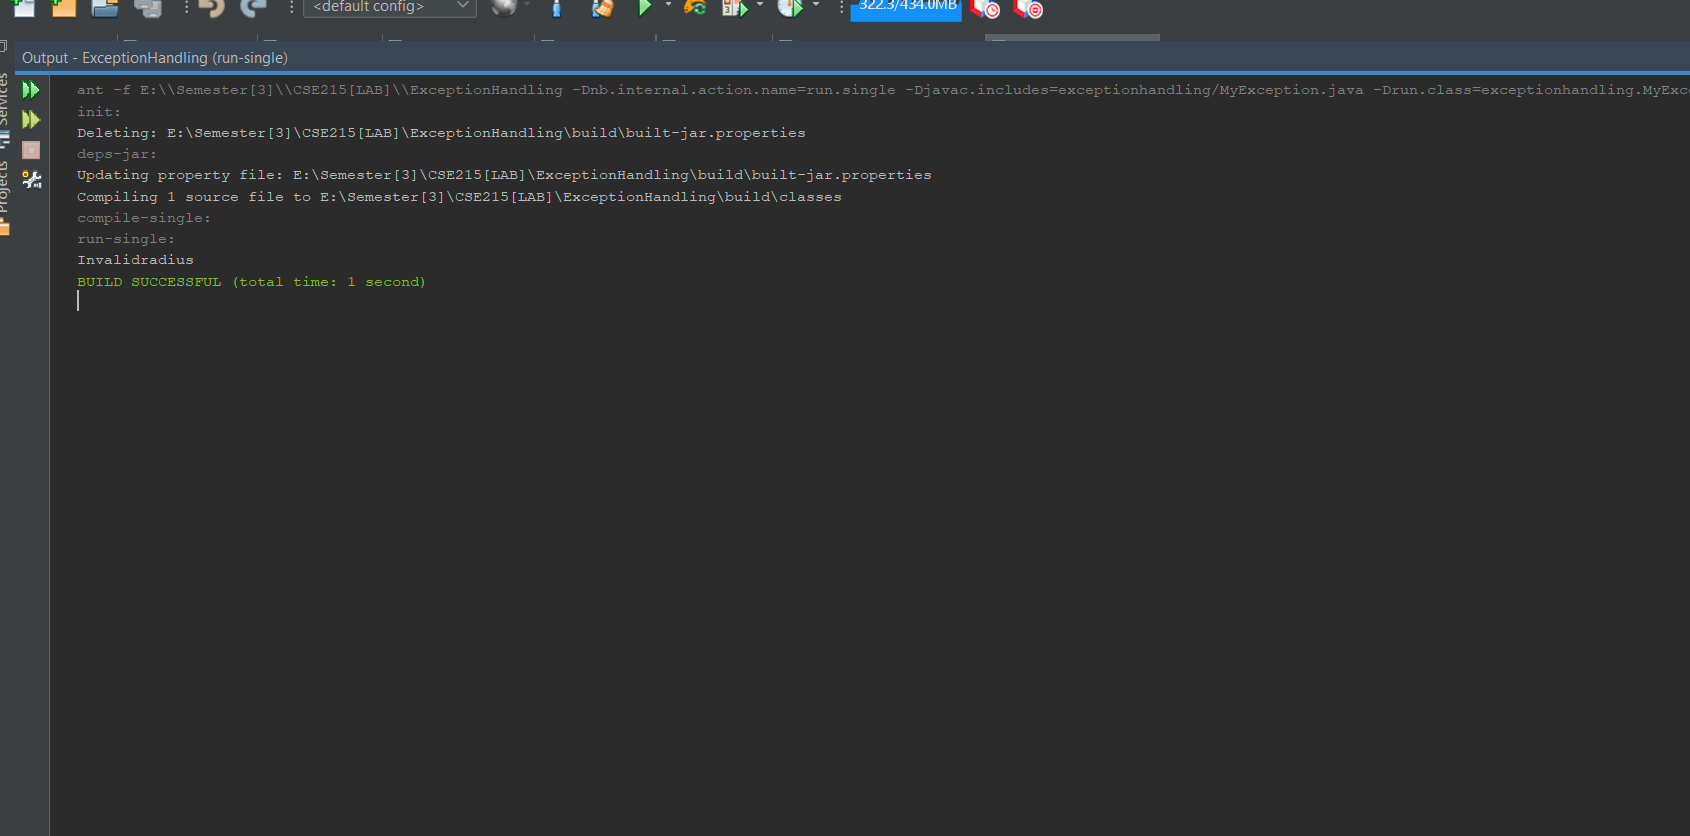 <default config>
322.3/434.0MB
Output - ExceptionHandling (run-single)
Services
Projects
ant -f E:\\Semester[3]\\CSE215[LAB]\\ExceptionHandling -Dnb.internal.action.name=run.single -Djavac.includes=exceptionhandling/MyException.java -Drun.class=exceptionhandling.MyExc
init:
Deleting: E:\Semester[3]\CSE215[LAB]\ExceptionHandling\build\built-jar.properties
deps-jar:
Updating property file: E:\Semester[3]\CSE215[LAB]\ExceptionHandling\build\built-jar.properties
Compiling 1 source file to E:\Semester[3]\CSE215[LAB]\ExceptionHandling\build\classes
compile-single:
run-single:
Invalidradius
BUILD SUCCESSFUL (total time: 1 second)